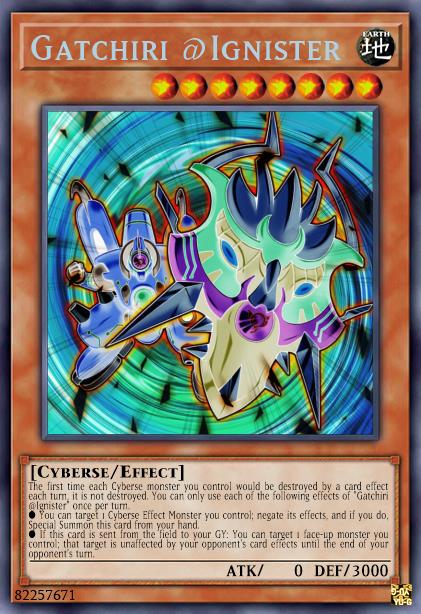 GATCHIRI @IGNISTER
EARTH
地
[CYBERSE/EFFECT]
The first time each Cyberse monster you control would be destroyed by a card effect
each turn, it is not destroyed. You can only use each of the following effects of "Gatchiri
@Ignister" once per turn.
● You can target 1 Cyberse Effect Monster you control; negate its effects, and if you do,
Special Summon this card from your hand.
● If this card is sent from the field to your GY: You can target 1 face-up monster you
control; that target is unaffected by your opponent's card effects until the end of your
opponent's turn.
ATK/ 0 DEF/3000
82257671